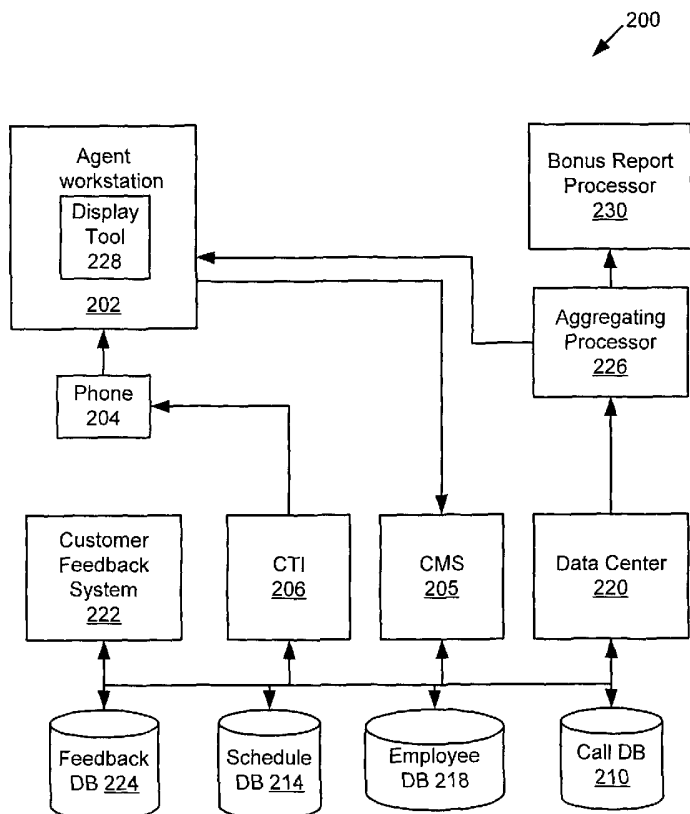 200
Agent
workstation
Display
Tool
228
202
Bonus Report
Processor
230
Aggregating
Processor
226
Phone
204
Customer
Feedback
System
222
CTI
206
CMS
205
Data Center
220
Feedback
DB 224
Schedule
DB 214
Employee
DB 218
Call DB
210